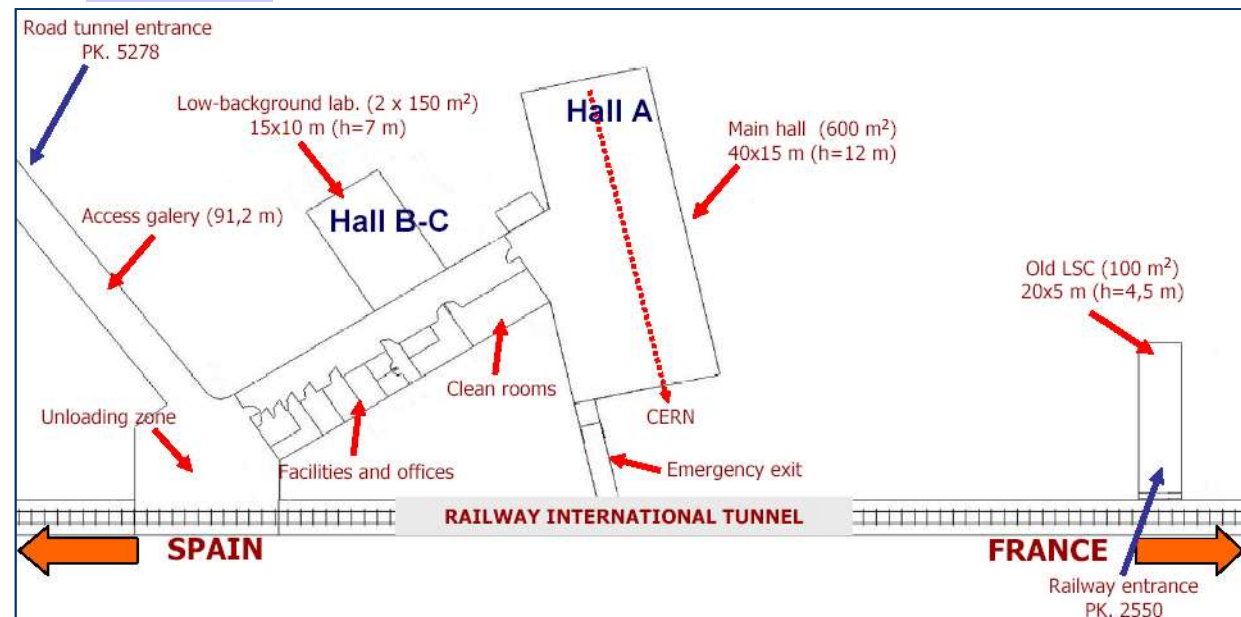 Road tunnel entrance
PK. 5278
Low-background lab. (2 x 150 m²)
15x10 m (h=7 m)
Hall A
Main hall (600 m²)
40x15 m (h=12 m)
Access galery (91,2 m)
Hall B-C
Old LSC (100 m²)
20x5 m (h=4,5 m)
Clean rooms
Unloading zone
CERN
Facilities and offices
Emergency exit
RAILWAY INTERNATIONAL TUNNEL
SPAIN
FRANCE
Railway entrance
PK. 2550